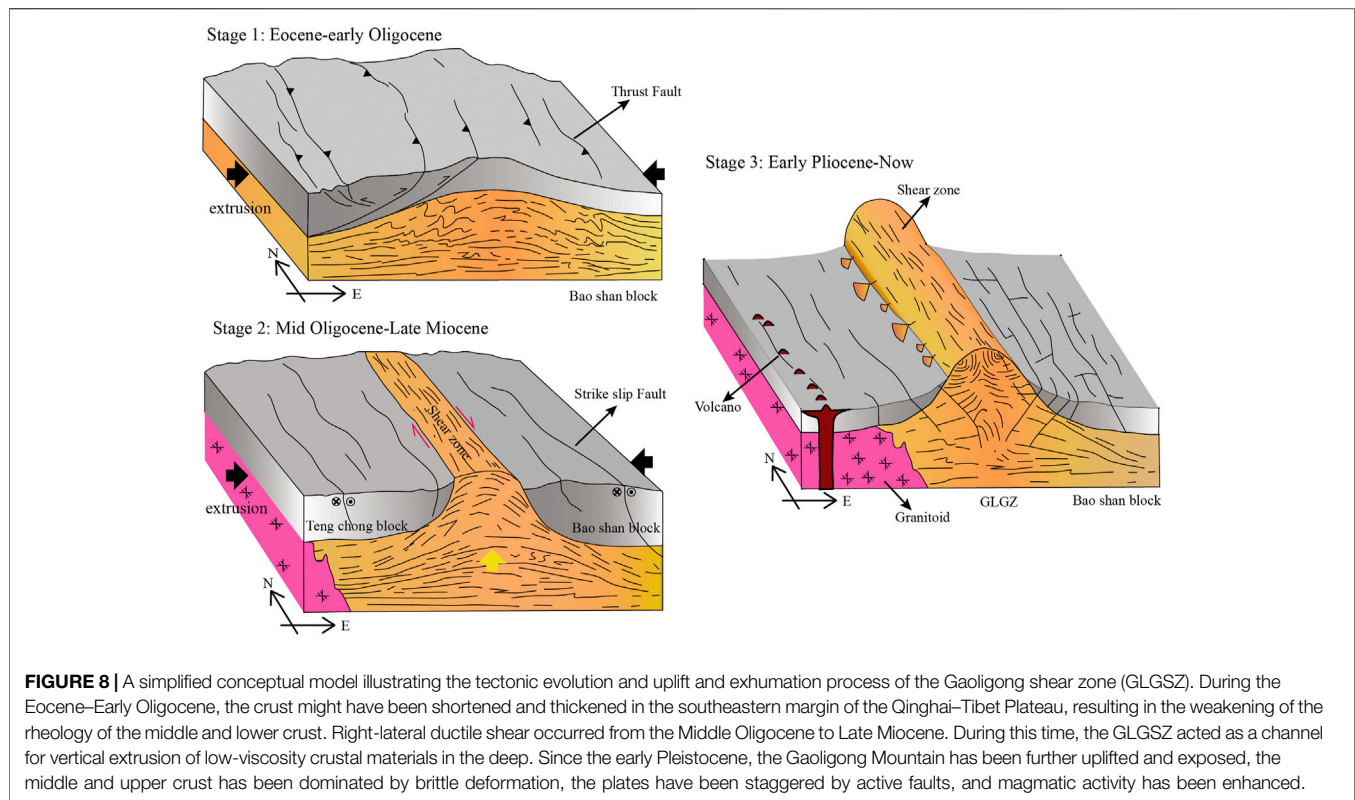 Stage 1: Eocene-early Oligocene
Thrust Fault
extrusion
N
E
Bao shan block
Stage 2: Mid Oligocene-Late Miocene
Shear zone
Strike slip Fault
extrusion
Teng chong block
Bao shan block
N
E
Stage 3: Early Pliocene-Now
Shear zone
Volcano
N
E
GLGZ
Bao shan block
Granitoid
FIGURE 8 | A simplified conceptual model illustrating the tectonic evolution and uplift and exhumation process of the Gaoligong shear zone (GLGSZ). During the
Eocene–Early Oligocene, the crust might have been shortened and thickened in the southeastern margin of the Qinghai–Tibet Plateau, resulting in the weakening of the
rheology of the middle and lower crust. Right-lateral ductile shear occurred from the Middle Oligocene to Late Miocene. During this time, the GLGSZ acted as a channel
for vertical extrusion of low-viscosity crustal materials in the deep. Since the early Pleistocene, the Gaoligong Mountain has been further uplifted and exposed, the
middle and upper crust has been dominated by brittle deformation, the plates have been staggered by active faults, and magmatic activity has been enhanced.